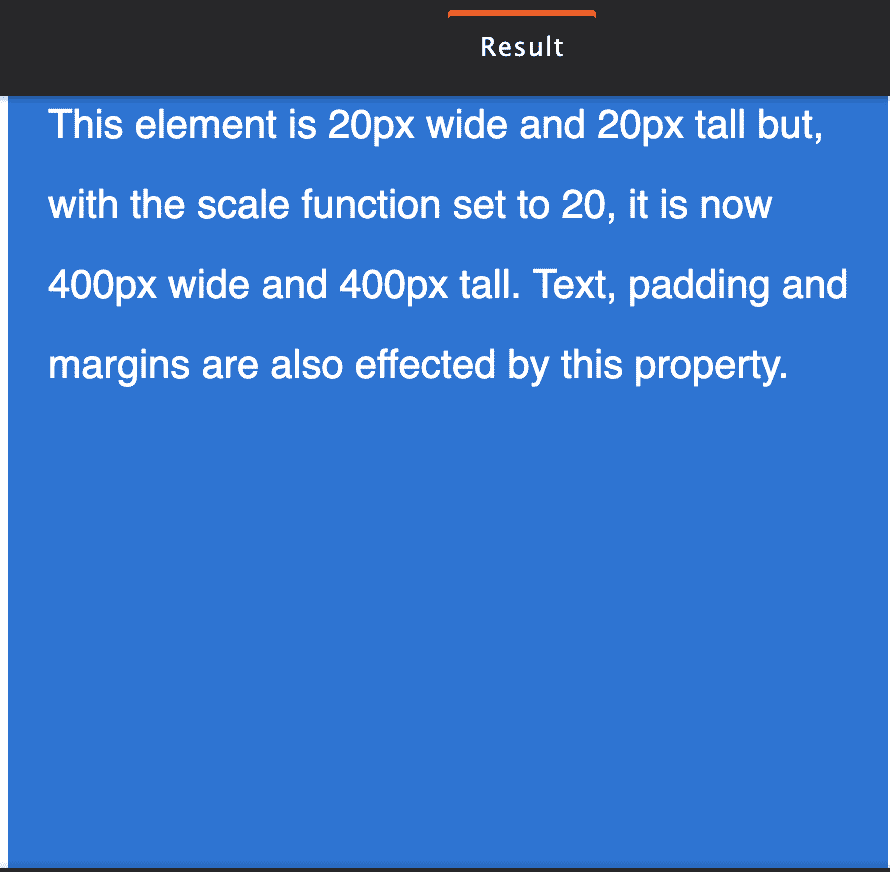 Result
This element is 20px wide and 20px tall but,
with the scale function set to 20, it is now
400px wide and 400px tall. Text, padding and
margins are also effected by this property.